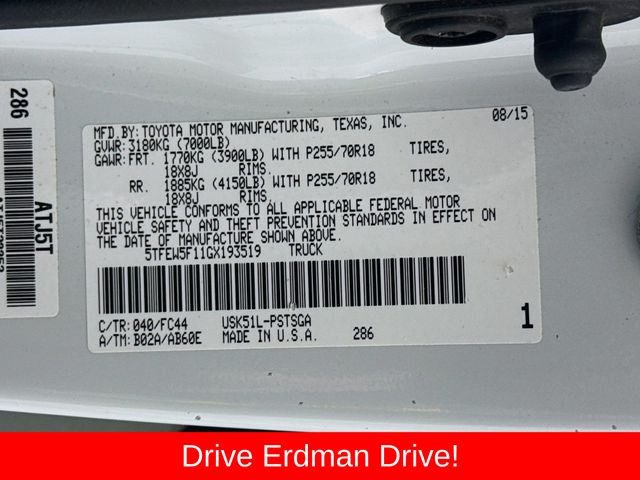 MFD. BY: TOYOTA MOTOR MANUFACTURING, TEXAS, INC. 08/15
GVWR: 3180KG (7000LB)
GAWR: FRT. 1770KG (3900LB) WITH P255/70R18 TIRES,
18X8J RIMS.
RR. 1885KG (4150LB) WITH P255/70R18 TIRES,
18X8J RIMS.
THIS VEHICLE CONFORMS TO ALL APPLICABLE FEDERAL MOTOR
VEHICLE SAFETY AND THEFT PREVENTION STANDARDS IN EFFECT ON
THE DATE OF MANUFACTURE SHOWN ABOVE.
5TFEW5F11GX193519 TRUCK
C/TR: 040/FC44 USK51L-PSTSGA
A/TM: B02A/AB60E MADE IN U.S.A. 286 1
286
ATJ5T
Drive Erdman Drive!